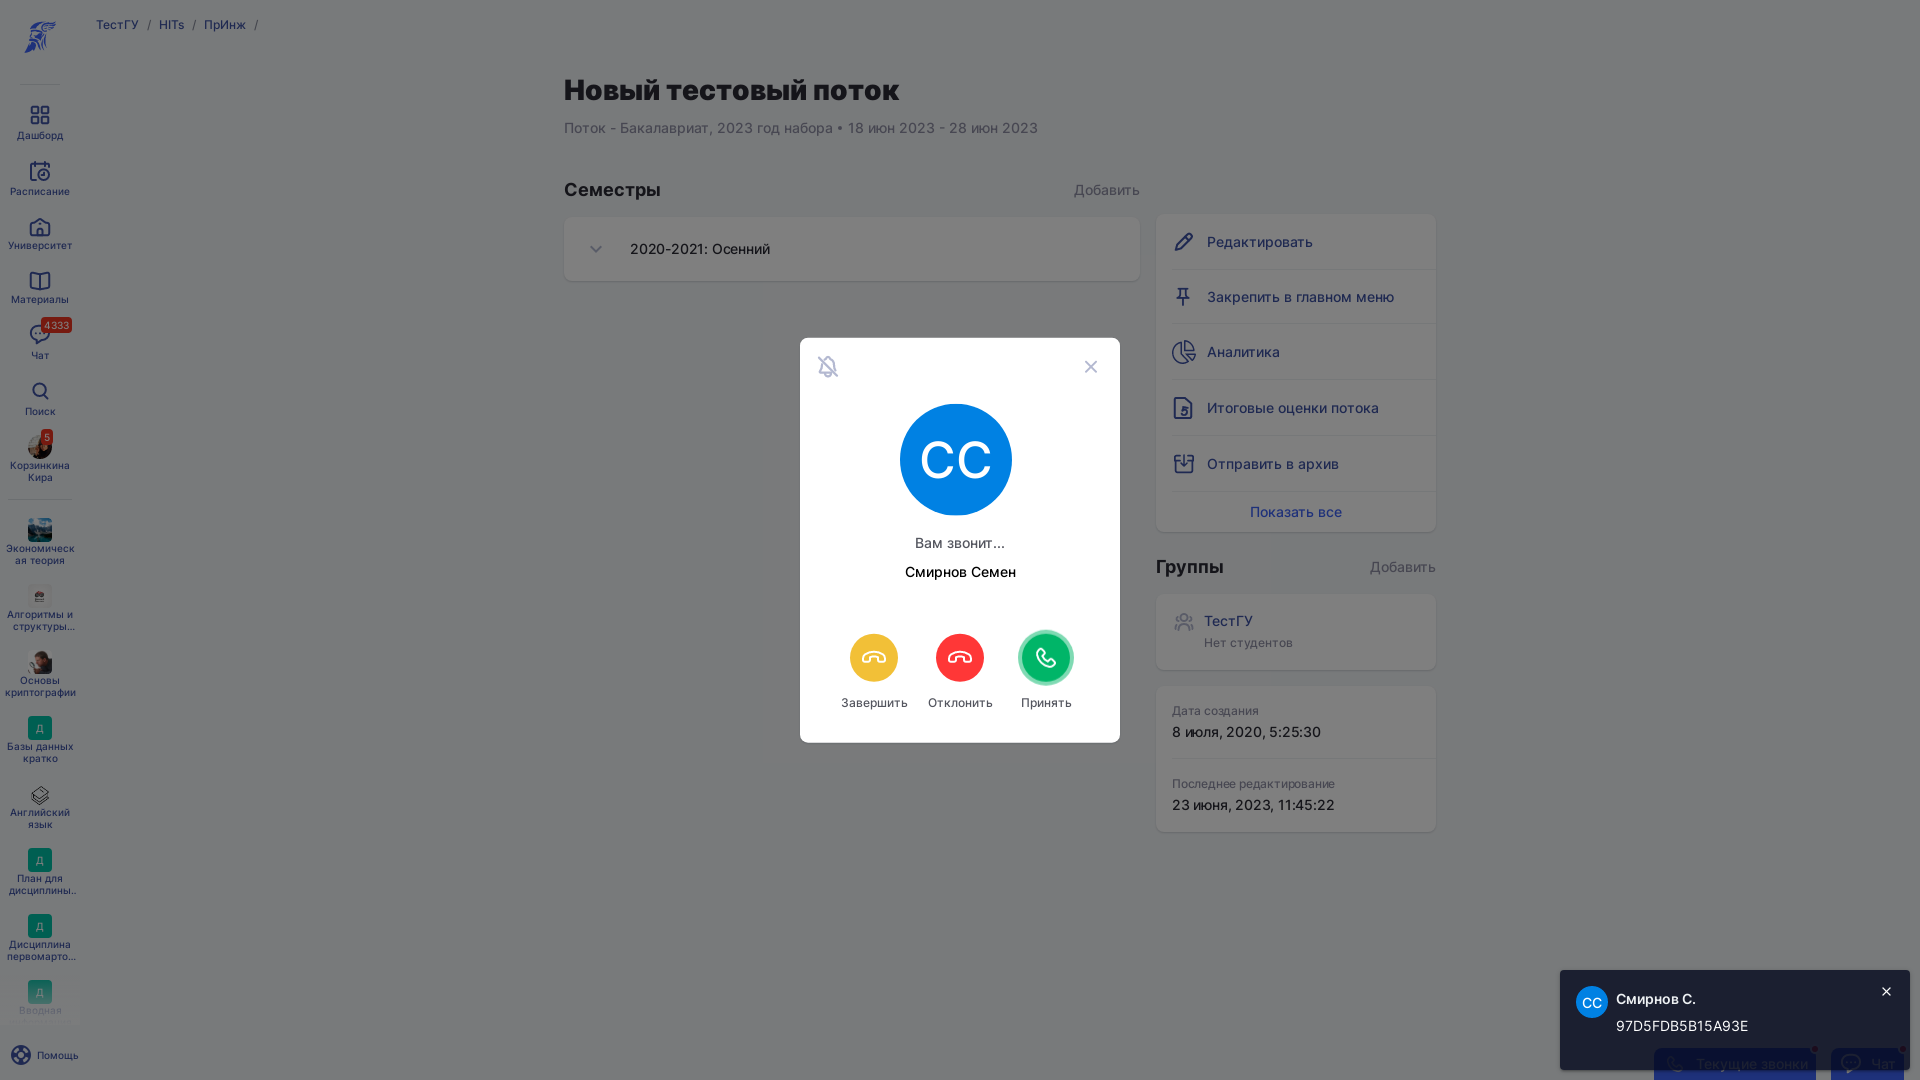 ТестГУ / HITs / ПрИнж /
Дашборд
Расписание
Университет
Материалы
4333
Чат
Поиск
5
Корзинкина
Кира
Экономическ
ая теория
Алгоритмы и
структуры...
Основы
криптографии
Д
Базы данных
кратко
Английский
язык
Д
План для
дисциплины..
Д
Дисциплина
первомарто...
Д
Вводная
Помощь
Новый тестовый поток
Поток - Бакалавриат, 2023 год набора • 18 июн 2023 - 28 июн 2023
Семестры
Добавить
2020-2021: Осенний
СС
Вам звонит...
Смирнов Семен
Завершить
Отклонить
Принять
Редактировать
Закрепить в главном меню
Аналитика
5
Итоговые оценки потока
Отправить в архив
Показать все
Группы
Добавить
ТестГУ
Нет студентов
Дата создания
8 июля, 2020, 5:25:30
Последнее редактирование
23 июня, 2023, 11:45:22
СС
Смирнов С.
97D5FDB5B15A93E
Текущие звонки
Чат